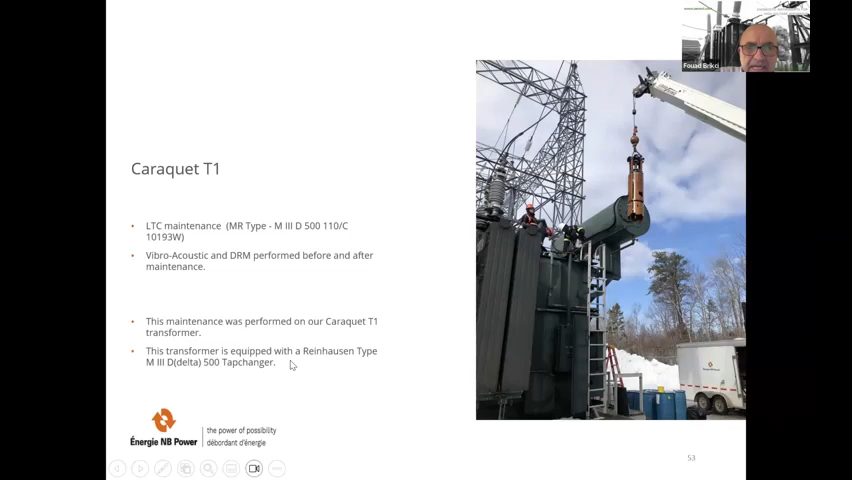 Fouad Brikci
Caraquet T1
• LTC maintenance (MR Type - M III D 500 110/C
10193W)
• Vibro-Acoustic and DRM performed before and after
maintenance.
• This maintenance was performed on our Caraquet T1
transformer.
• This transformer is equipped with a Reinhausen Type
M III D(delta) 500 Tapchanger.
Énergie NB Power
the power of possibility
débordant d'énergie
53